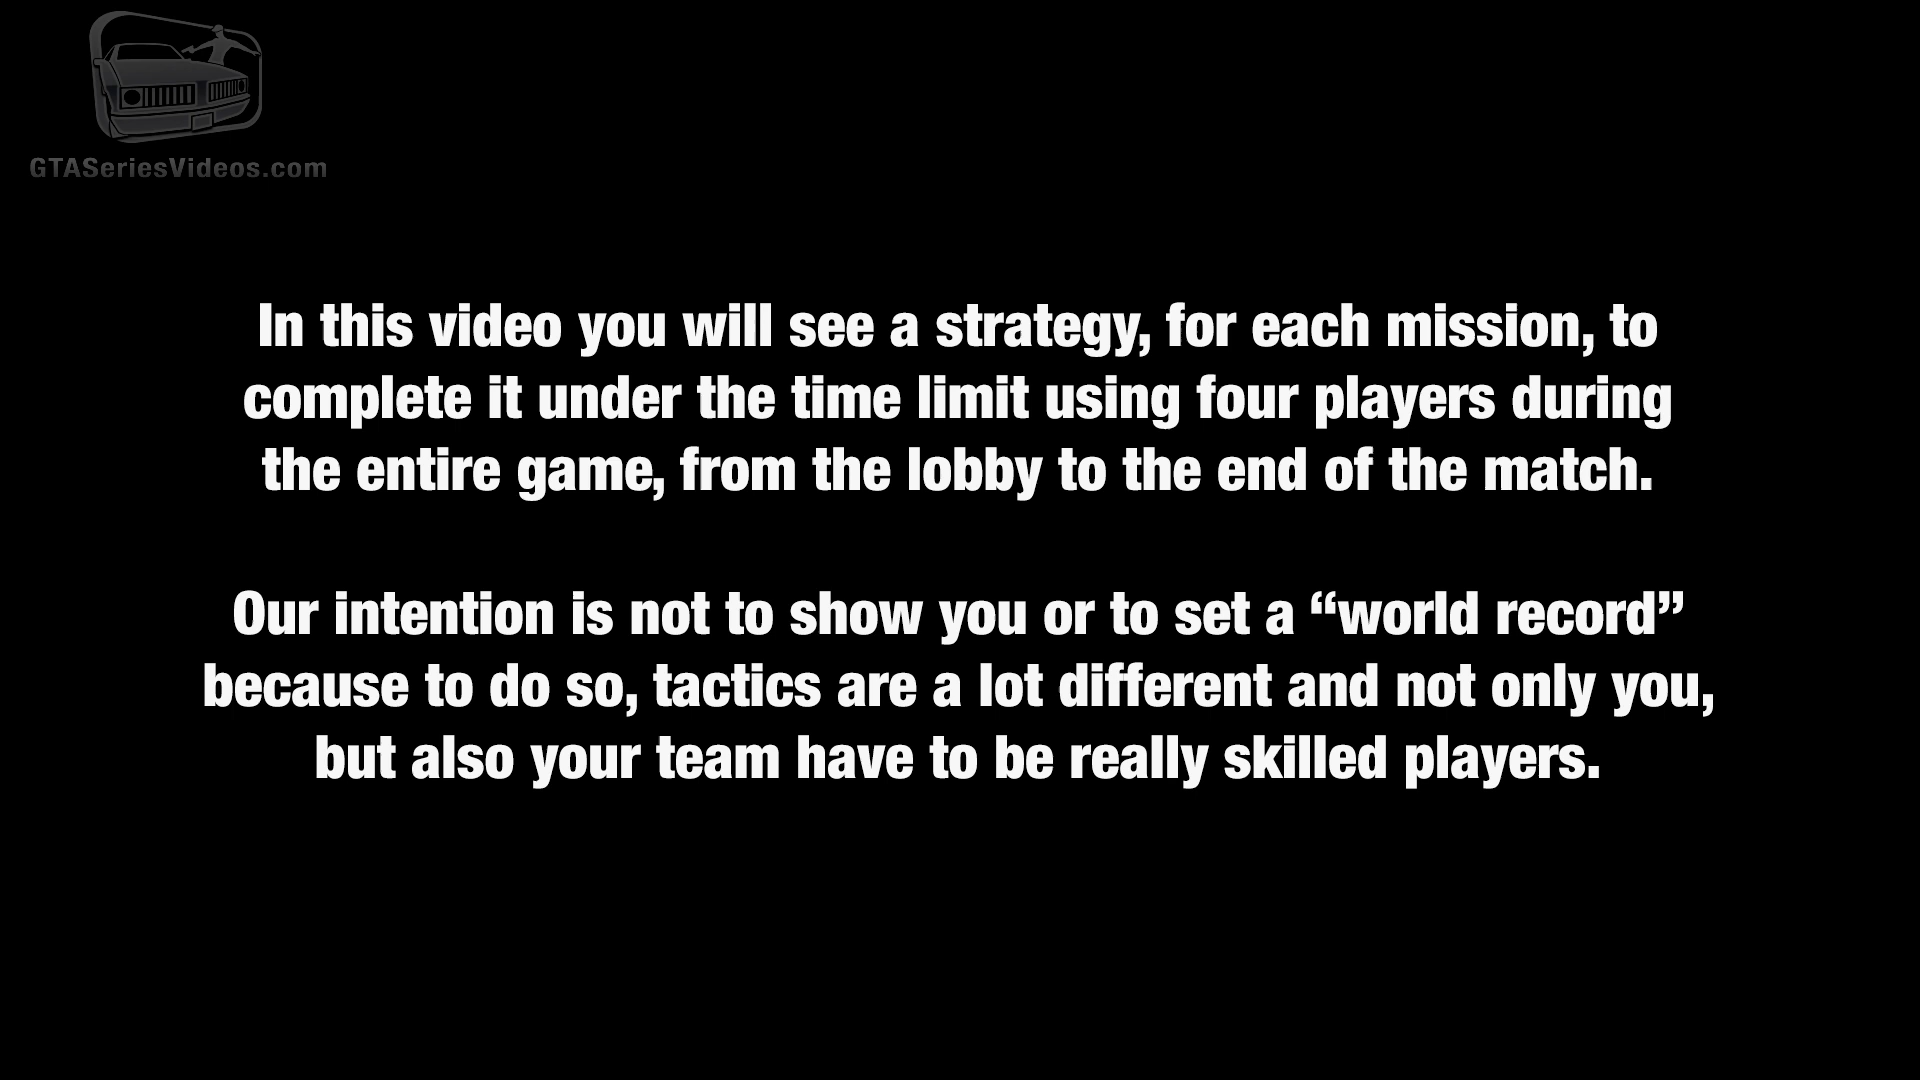 GTASeriesVideos.com
In this video you will see a strategy, for each mission, to
complete it under the time limit using four players during
the entire game, from the lobby to the end of the match.
Our intention is not to show you or to set a “world record”
because to do so, tactics are a lot different and not only you,
but also your team have to be really skilled players.